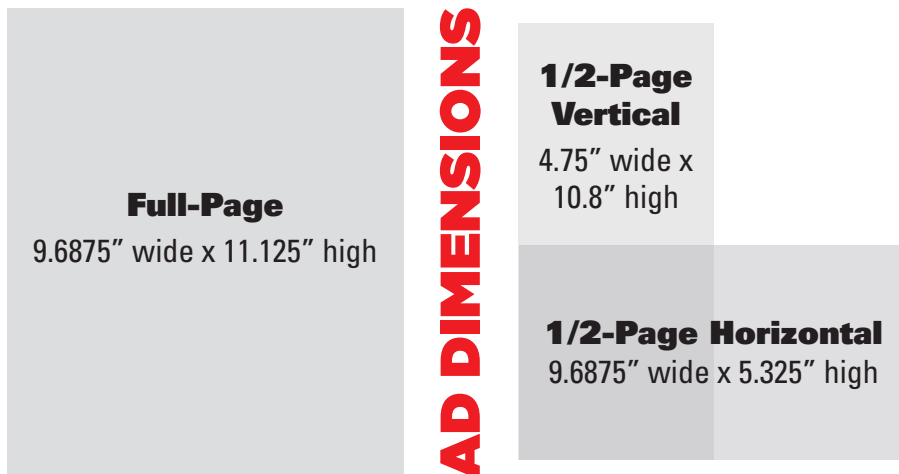 Full-Page
9.6875″ wide x 11.125″ high
AD DIMENSIONS
1/2-Page
Vertical
4.75″ wide x
10.8″ high
1/2-Page Horizontal
9.6875″ wide x 5.325″ high